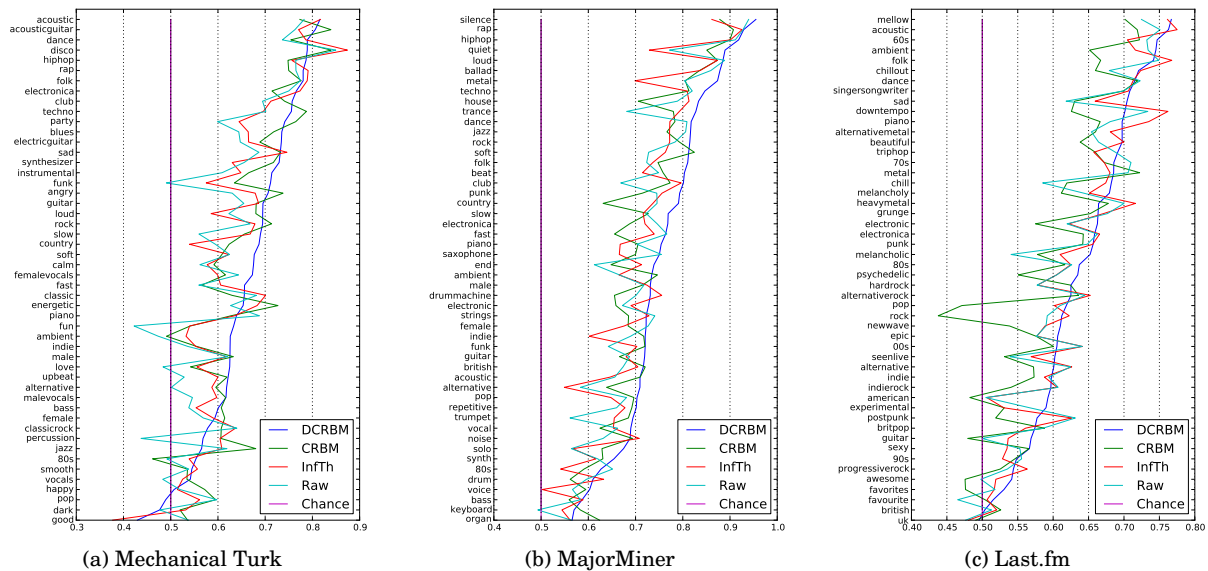 acoustic
acousticguitar
dance
disco
hiphop
rap
folk
electronica
club
techno
party
blues
electricguitar
sad
synthesizer
instrumental
funk
angry
guitar
loud
rock
slow
country
soft
calm
femalevocals
fast
classic
energetic
piano
fun
ambient
indie
male
love
upbeat
alternative
malevocals
bass
female
classicrock
percussion
jazz
80s
smooth
vocals
happy
pop
dark
good
0.3 0.4 0.5 0.6 0.7 0.8 0.9
DCRBM
CRBM
InfTh
Raw
Chance
(a) Mechanical Turk
silence
rap
hiphop
quiet
loud
ballad
metal
techno
house
trance
dance
jazz
rock
soft
folk
beat
club
punk
country
slow
electronica
fast
piano
saxophone
end
ambient
male
drummachine
electronic
strings
female
indie
funk
guitar
british
acoustic
alternative
pop
repetitive
trumpet
vocal
noise
solo
synth
80s
drum
voice
bass
keyboard
organ
0.4 0.5 0.6 0.7 0.8 0.9 1.0
DCRBM
CRBM
InfTh
Raw
Chance
(b) MajorMiner
mellow
acoustic
60s
ambient
folk
chillout
dance
singersongwriter
sad
downtempo
piano
alternativemetal
beautiful
triphop
70s
metal
chill
melancholy
heavymetal
grunge
electronic
electronica
punk
melancholic
80s
psychedelic
hardrock
alternativerock
pop
rock
newwave
epic
00s
seenlive
alternative
indie
indierock
american
experimental
postpunk
britpop
guitar
sexy
90s
progressiverock
awesome
favorites
favourite
british
uk
0.40 0.45 0.50 0.55 0.60 0.65 0.70 0.75 0.80
DCRBM
CRBM
InfTh
Raw
Chance
(c) Last.fm